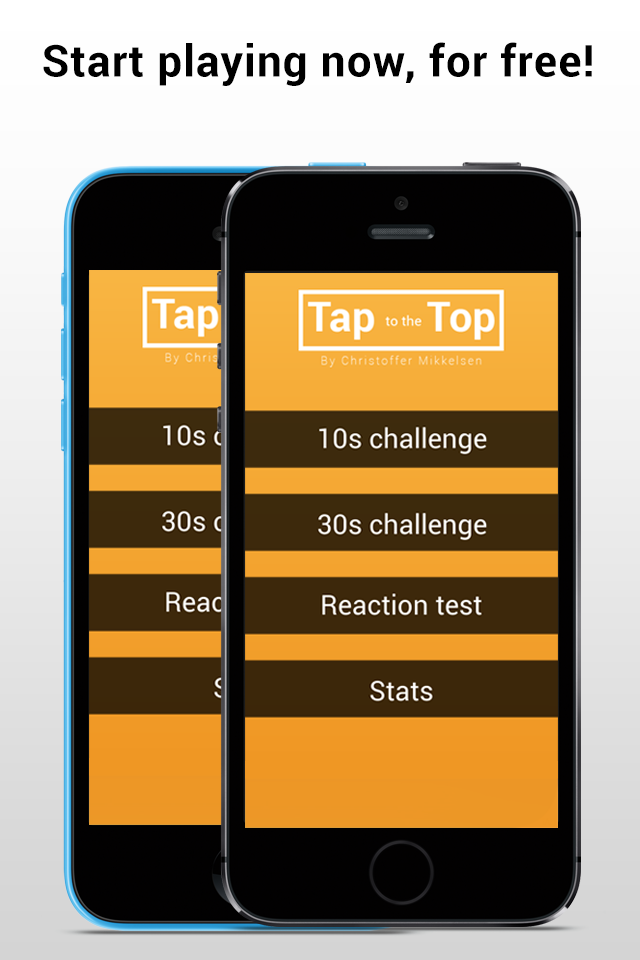 Start playing now, for free!
Tap
By Chris
10s c
30s c
Reac
S
Tap to the Top
By Christoffer Mikkelsen
10s challenge
30s challenge
Reaction test
Stats